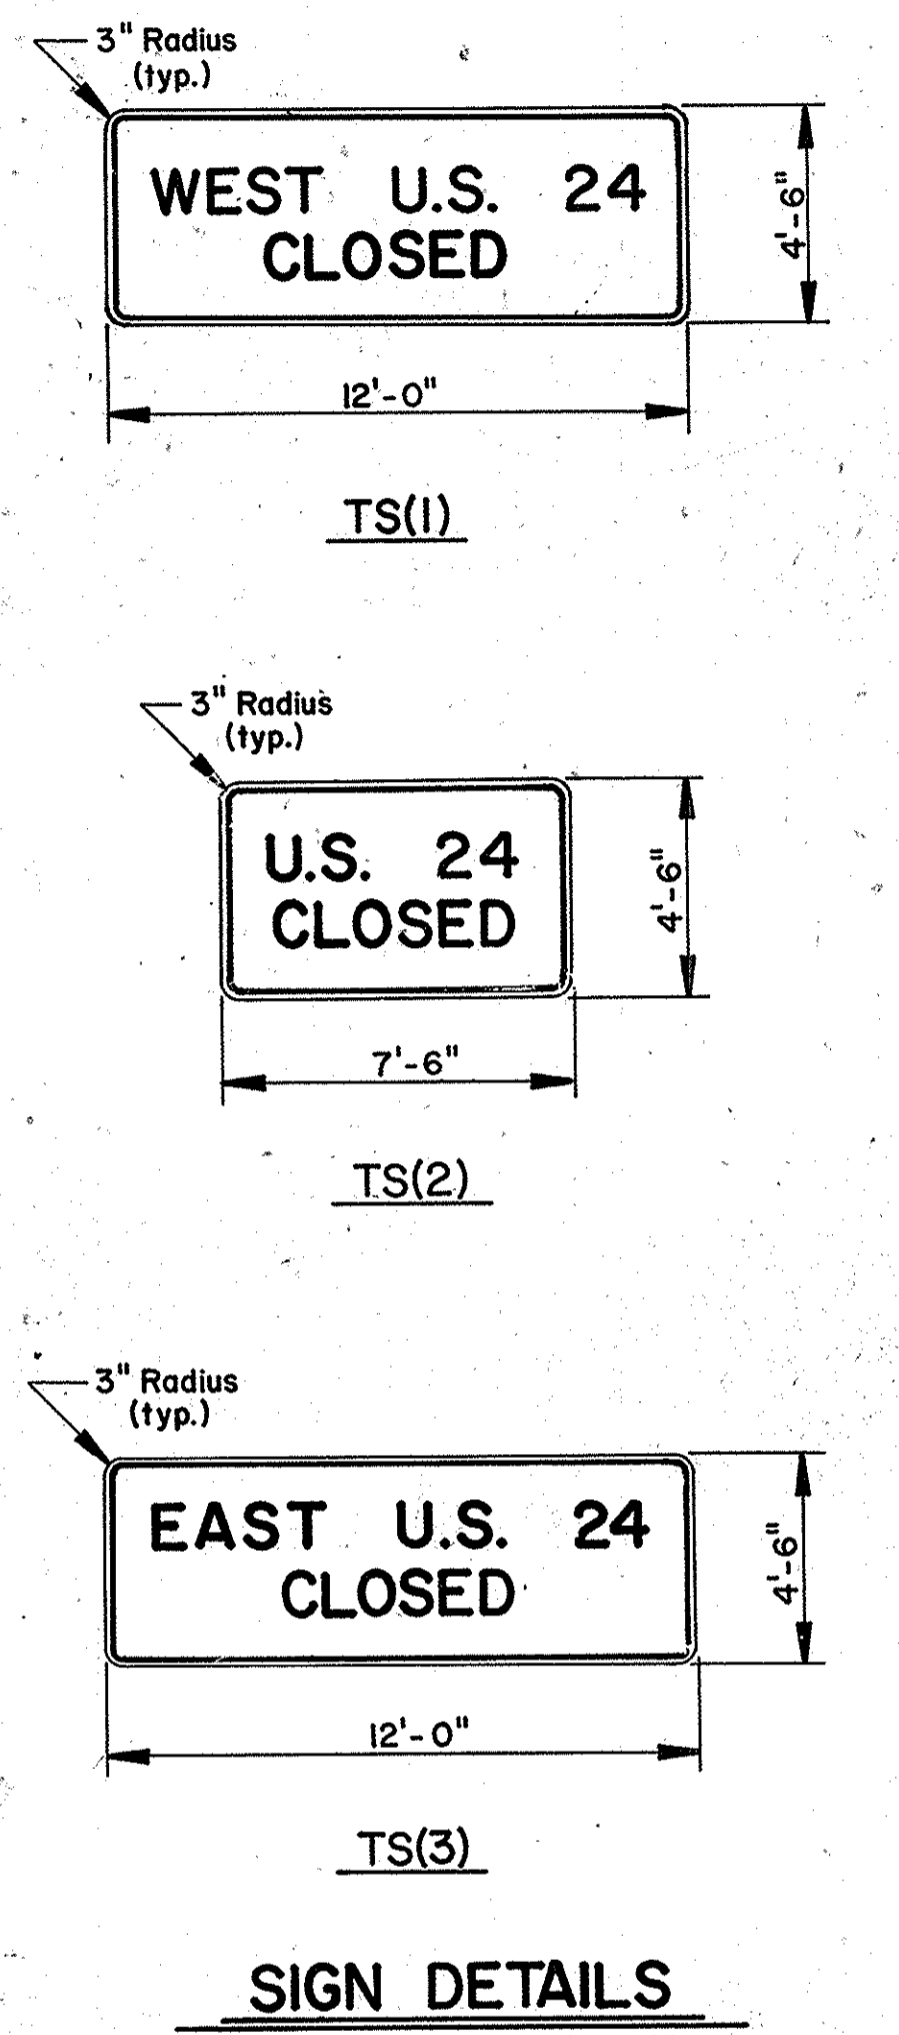 3" Radius
(typ.)
WEST U.S. 24
CLOSED
4'-6"
12'-0"
TS(1)
3" Radius
(typ.)
U.S. 24
CLOSED
4'-6"
7'-6"
TS(2)
3" Radius
(typ.)
EAST U.S. 24
CLOSED
4'-6"
12'-0"
TS(3)
SIGN DETAILS